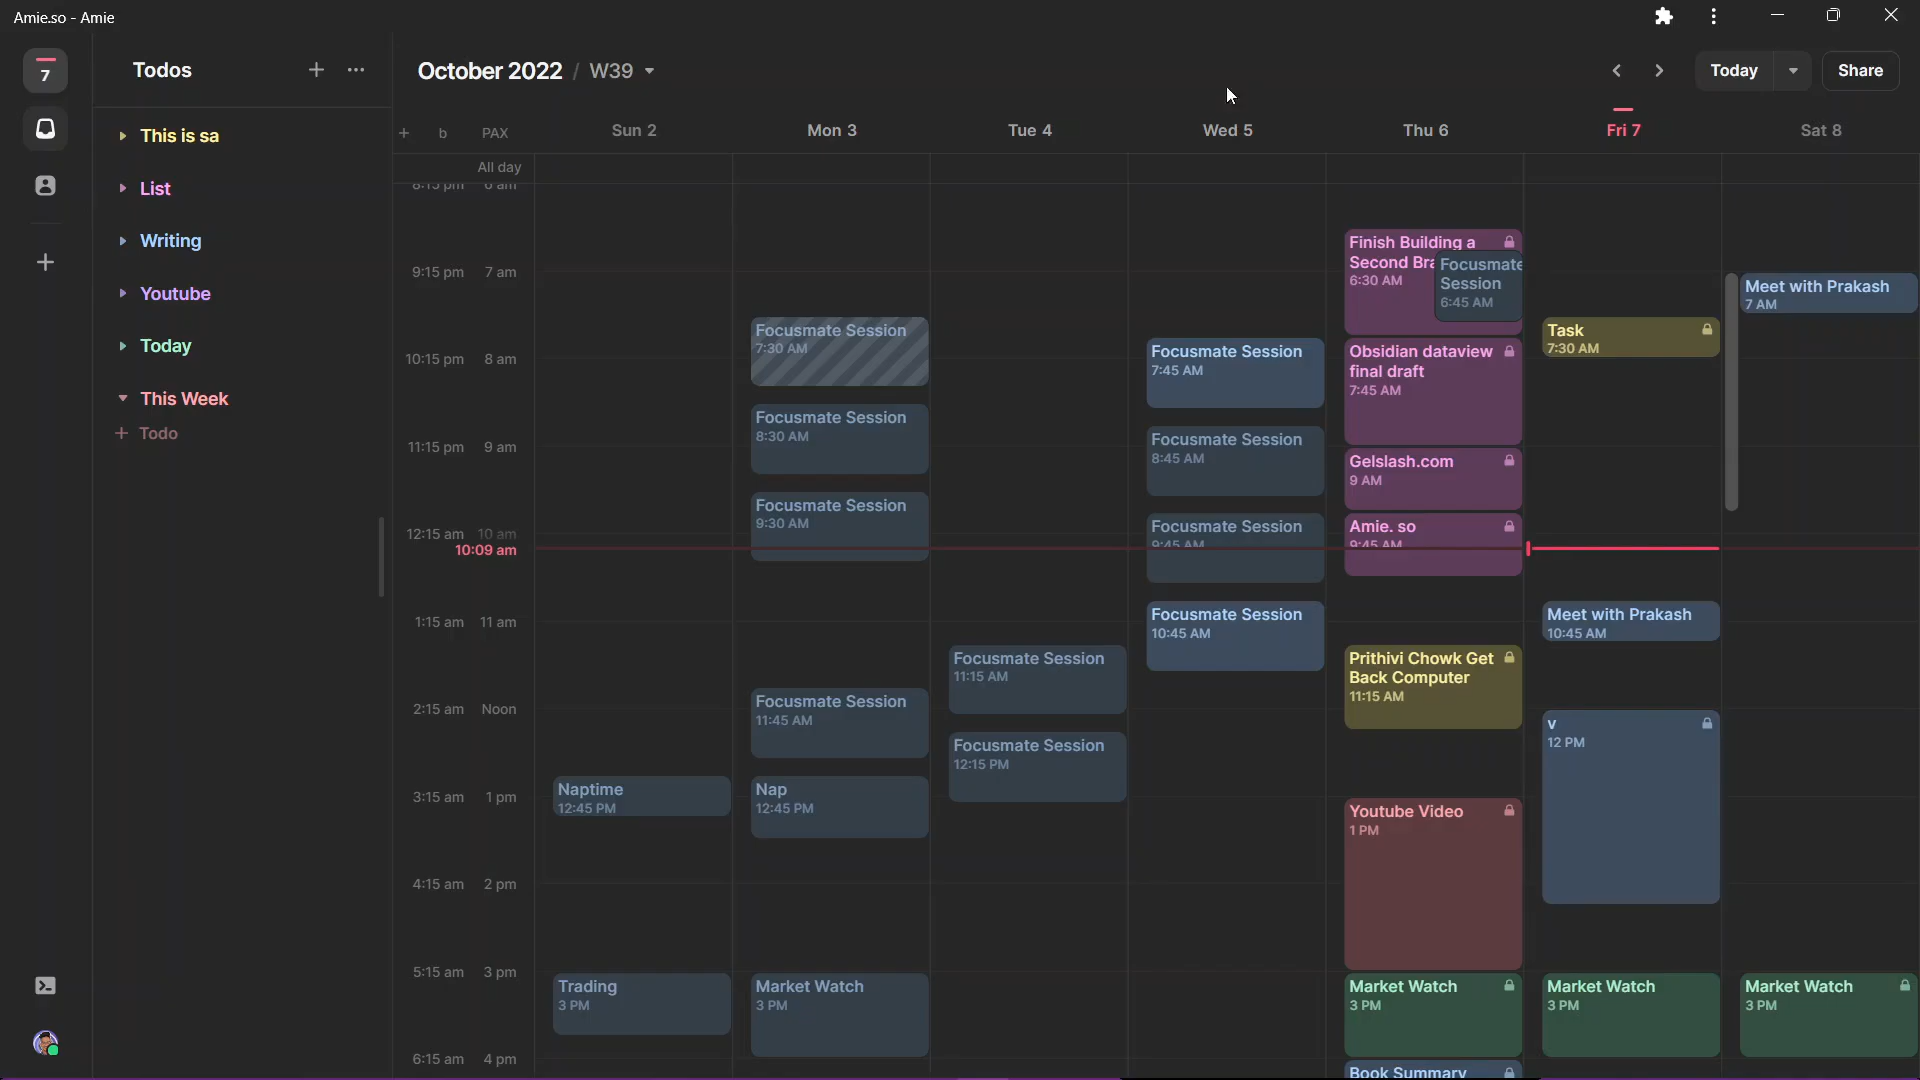 Amie.so - Amie
7
Todos
This is sa
List
Writing
Youtube
Today
This Week
+ Todo
October 2022 / W39
Today
Share
+ b PAX
Sun 2
Mon 3
Tue 4
Wed 5
Thu 6
Fri 7
Sat 8
All day
8:15 pm 6 am
9:15 pm 7 am
10:15 pm 8 am
11:15 pm 9 am
12:15 am 10 am
10:09 am
1:15 am 11 am
2:15 am Noon
3:15 am 1 pm
4:15 am 2 pm
5:15 am 3 pm
6:15 am 4 pm
Naptime
12:45 PM
Trading
3 PM
Focusmate Session
7:30 AM
Focusmate Session
8:30 AM
Focusmate Session
9:30 AM
Focusmate Session
11:45 AM
Nap
12:45 PM
Market Watch
3 PM
Focusmate Session
11:15 AM
Focusmate Session
12:15 PM
Focusmate Session
7:45 AM
Focusmate Session
8:45 AM
Focusmate Session
9:45 AM
Focusmate Session
10:45 AM
Finish Building a
Second Bra
6:30 AM
Focusmate
Session
6:45 AM
Obsidian dataview
final draft
7:45 AM
Gelslash.com
9 AM
Amie. so
9:45 AM
Prithivi Chowk Get
Back Computer
11:15 AM
Youtube Video
1 PM
Market Watch
3 PM
Book Summary
Task
7:30 AM
Meet with Prakash
10:45 AM
v
12 PM
Market Watch
3 PM
Meet with Prakash
7 AM
Market Watch
3 PM